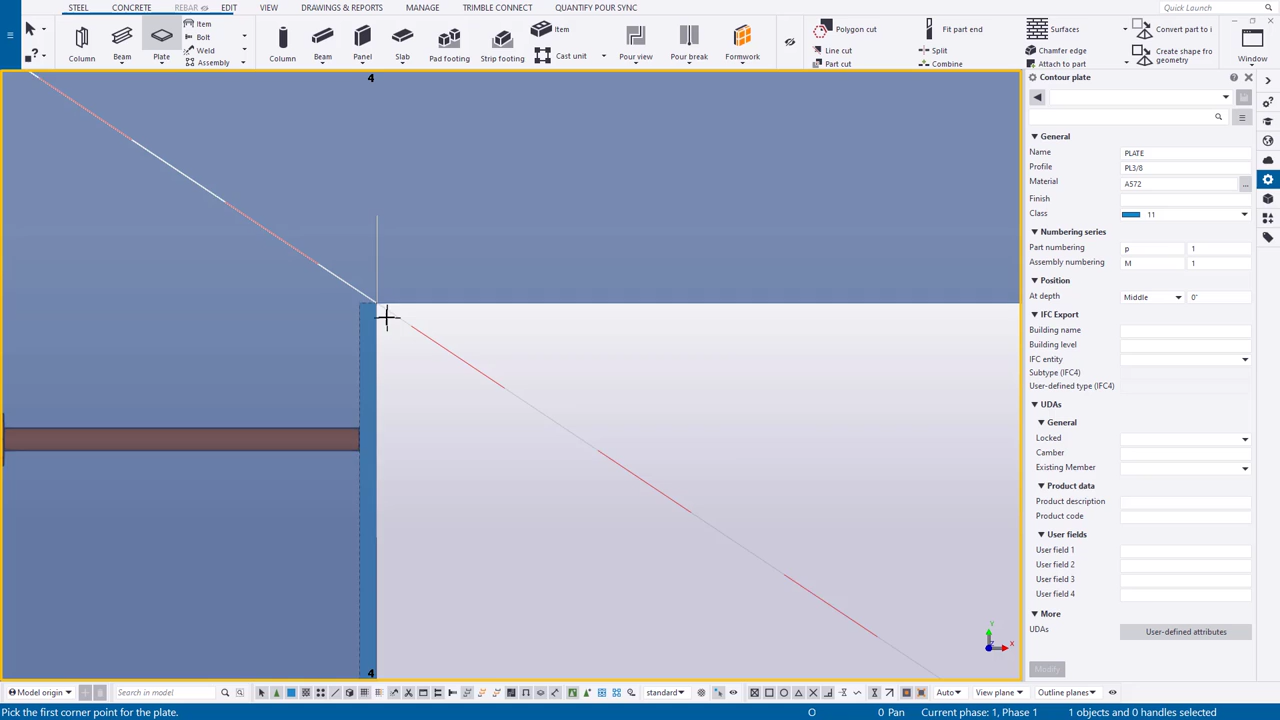 STEEL CONCRETE REBAR EDIT VIEW DRAWINGS & REPORTS MANAGE TRIMBLE CONNECT QUANTIFY POUR SYNC Quick Launch
Item
Bolt
Weld
Assembly
Column Beam Plate
Column Beam Panel Slab Pad footing Strip footing
Item
Cast unit
Pour view Pour break Formwork
Polygon cut Fit part end
Line cut Split
Part cut Combine
Surfaces Convert part to i
Chamfer edge Create shape fro
geometry
Attach to part
Window
4
Contour plate
General
Name PLATE
Profile PL3/8
Material A572
Finish
Class 11
Numbering series
Part numbering p 1
Assembly numbering M 1
Position
At depth Middle 0"
IFC Export
Building name
Building level
IFC entity
Subtype (IFC4)
User-defined type (IFC4)
UDAs
General
Locked
Camber
Existing Member
Product data
Product description
Product code
User fields
User field 1
User field 2
User field 3
User field 4
More
UDAs User-defined attributes
Modify
Y
X
4
Model origin Search in model standard Auto View plane Outline planes
Pick the first corner point for the plate. O 0 Pan Current phase: 1, Phase 1 1 objects and 0 handles selected